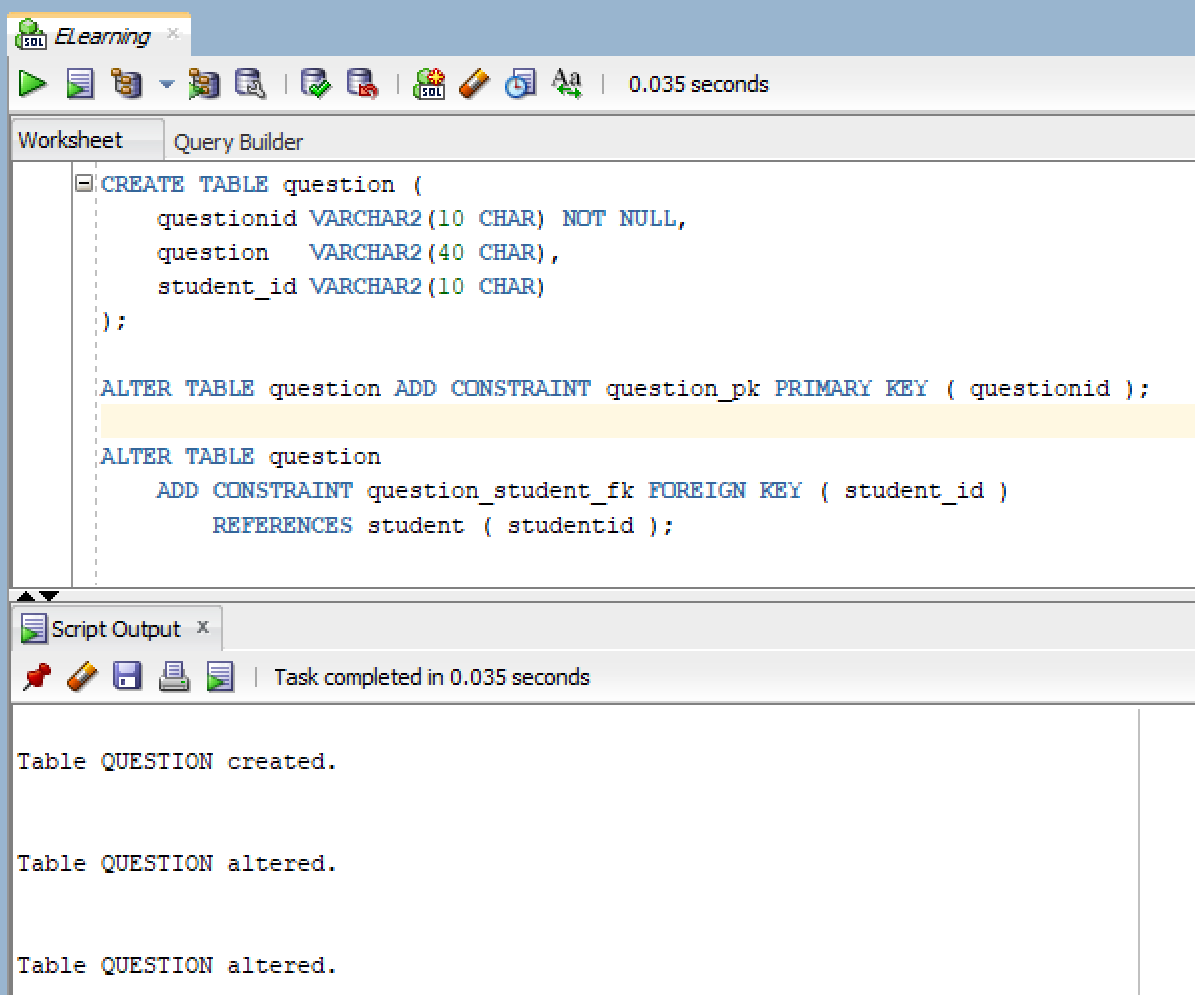 SQL ELearning
SQL 0.035 seconds
Worksheet Query Builder
CREATE TABLE question (
questionid VARCHAR2(10 CHAR) NOT NULL,
question VARCHAR2(40 CHAR),
student_id VARCHAR2(10 CHAR)
);
ALTER TABLE question ADD CONSTRAINT question_pk PRIMARY KEY ( questionid );
ALTER TABLE question
ADD CONSTRAINT question_student_fk FOREIGN KEY ( student_id )
REFERENCES student ( studentid );
Script Output x
Task completed in 0.035 seconds
Table QUESTION created.
Table QUESTION altered.
Table QUESTION altered.